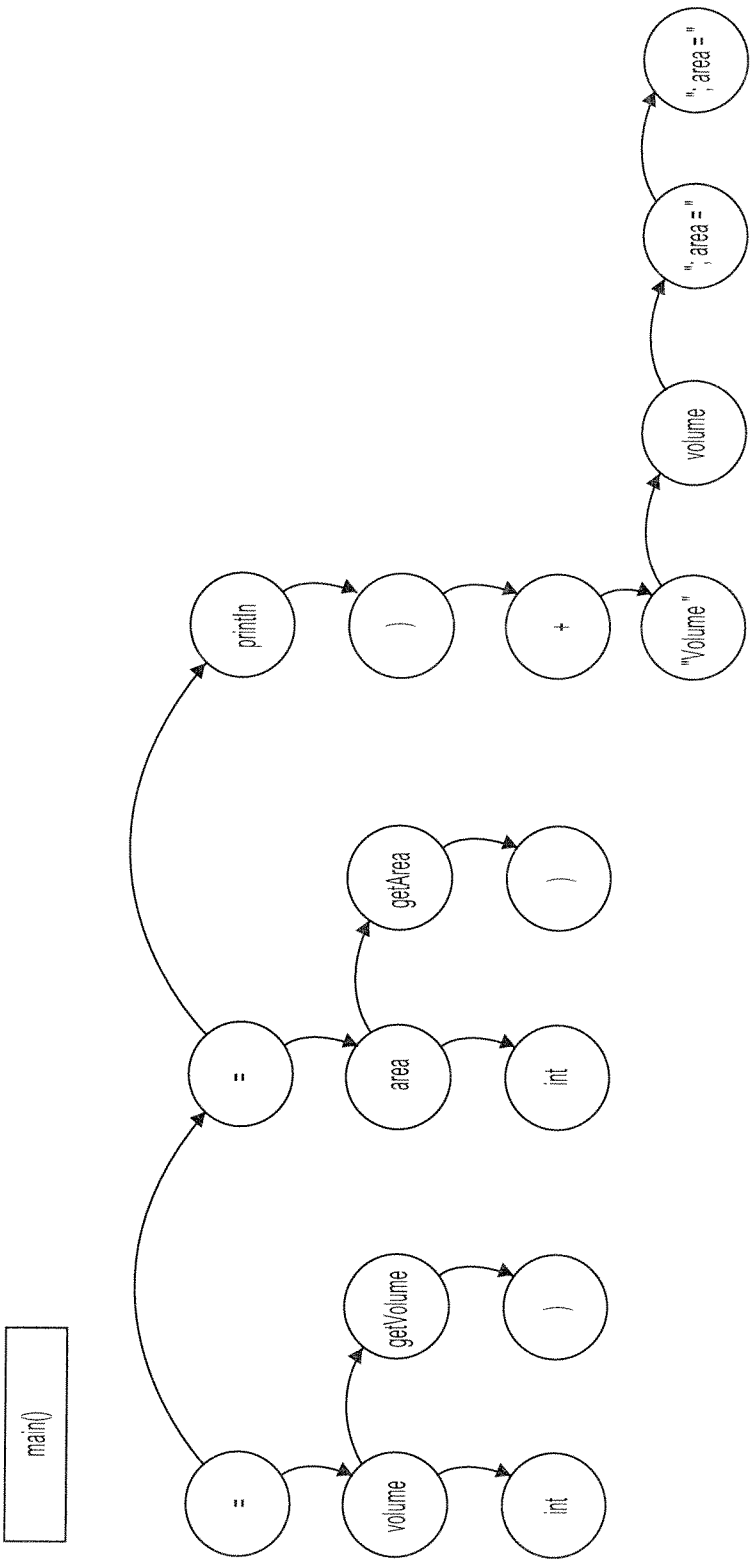 main()
=
=
println
volume
getVolume
area
getArea
)
int
)
int
)
+
"Volume "
volume
"; area = "
"; area = "